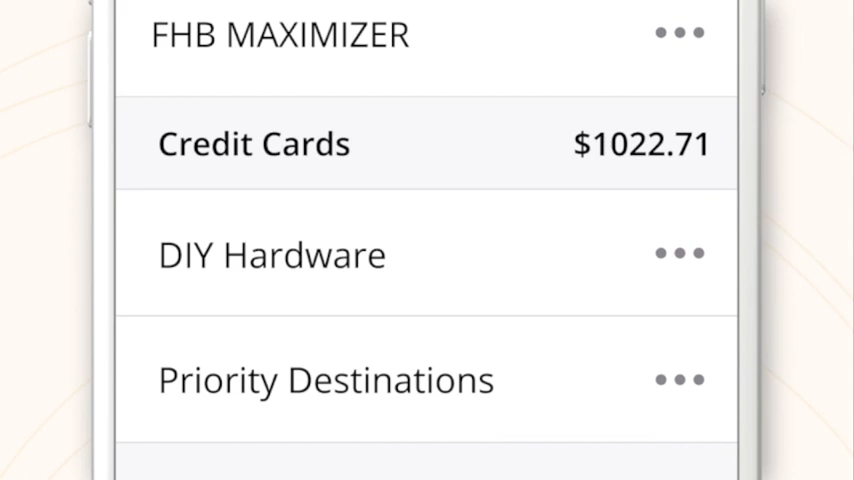 FHB MAXIMIZER
Credit Cards $1022.71
DIY Hardware
Priority Destinations